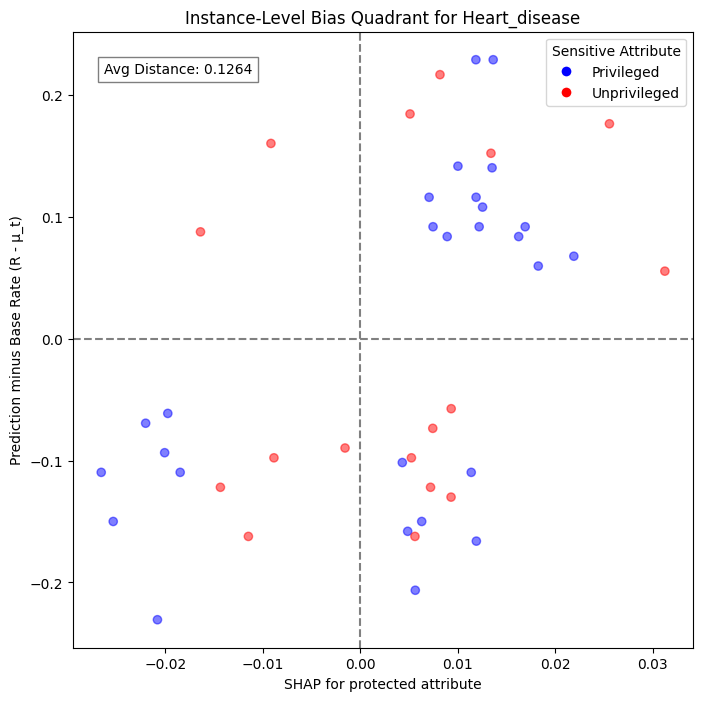 Instance-Level Bias Quadrant for Heart_disease
Avg Distance: 0.1264
Sensitive Attribute
Privileged
Unprivileged
Prediction minus Base Rate (R - μ_t)
0.2
0.1
0.0
−0.1
−0.2
−0.02
−0.01
0.00
0.01
0.02
0.03
SHAP for protected attribute